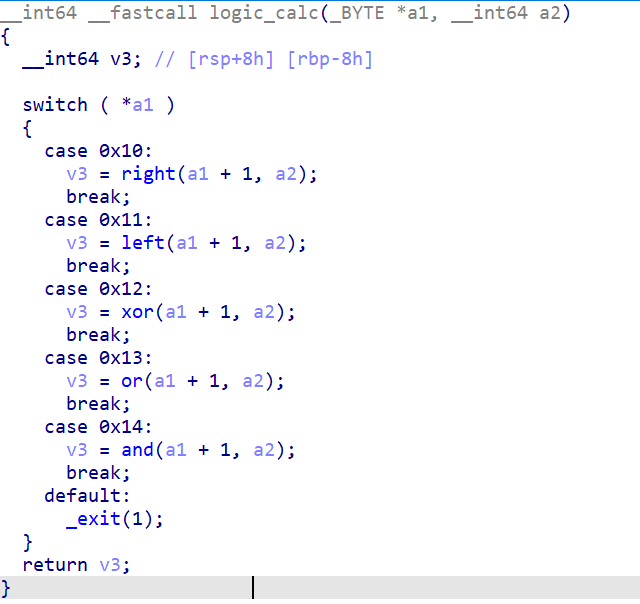 __int64 __fastcall logic_calc(_BYTE *a1, __int64 a2)
{
  __int64 v3; // [rsp+8h] [rbp-8h]

  switch ( *a1 )
  {
    case 0x10:
      v3 = right(a1 + 1, a2);
      break;
    case 0x11:
      v3 = left(a1 + 1, a2);
      break;
    case 0x12:
      v3 = xor(a1 + 1, a2);
      break;
    case 0x13:
      v3 = or(a1 + 1, a2);
      break;
    case 0x14:
      v3 = and(a1 + 1, a2);
      break;
    default:
      _exit(1);
  }
  return v3;
}